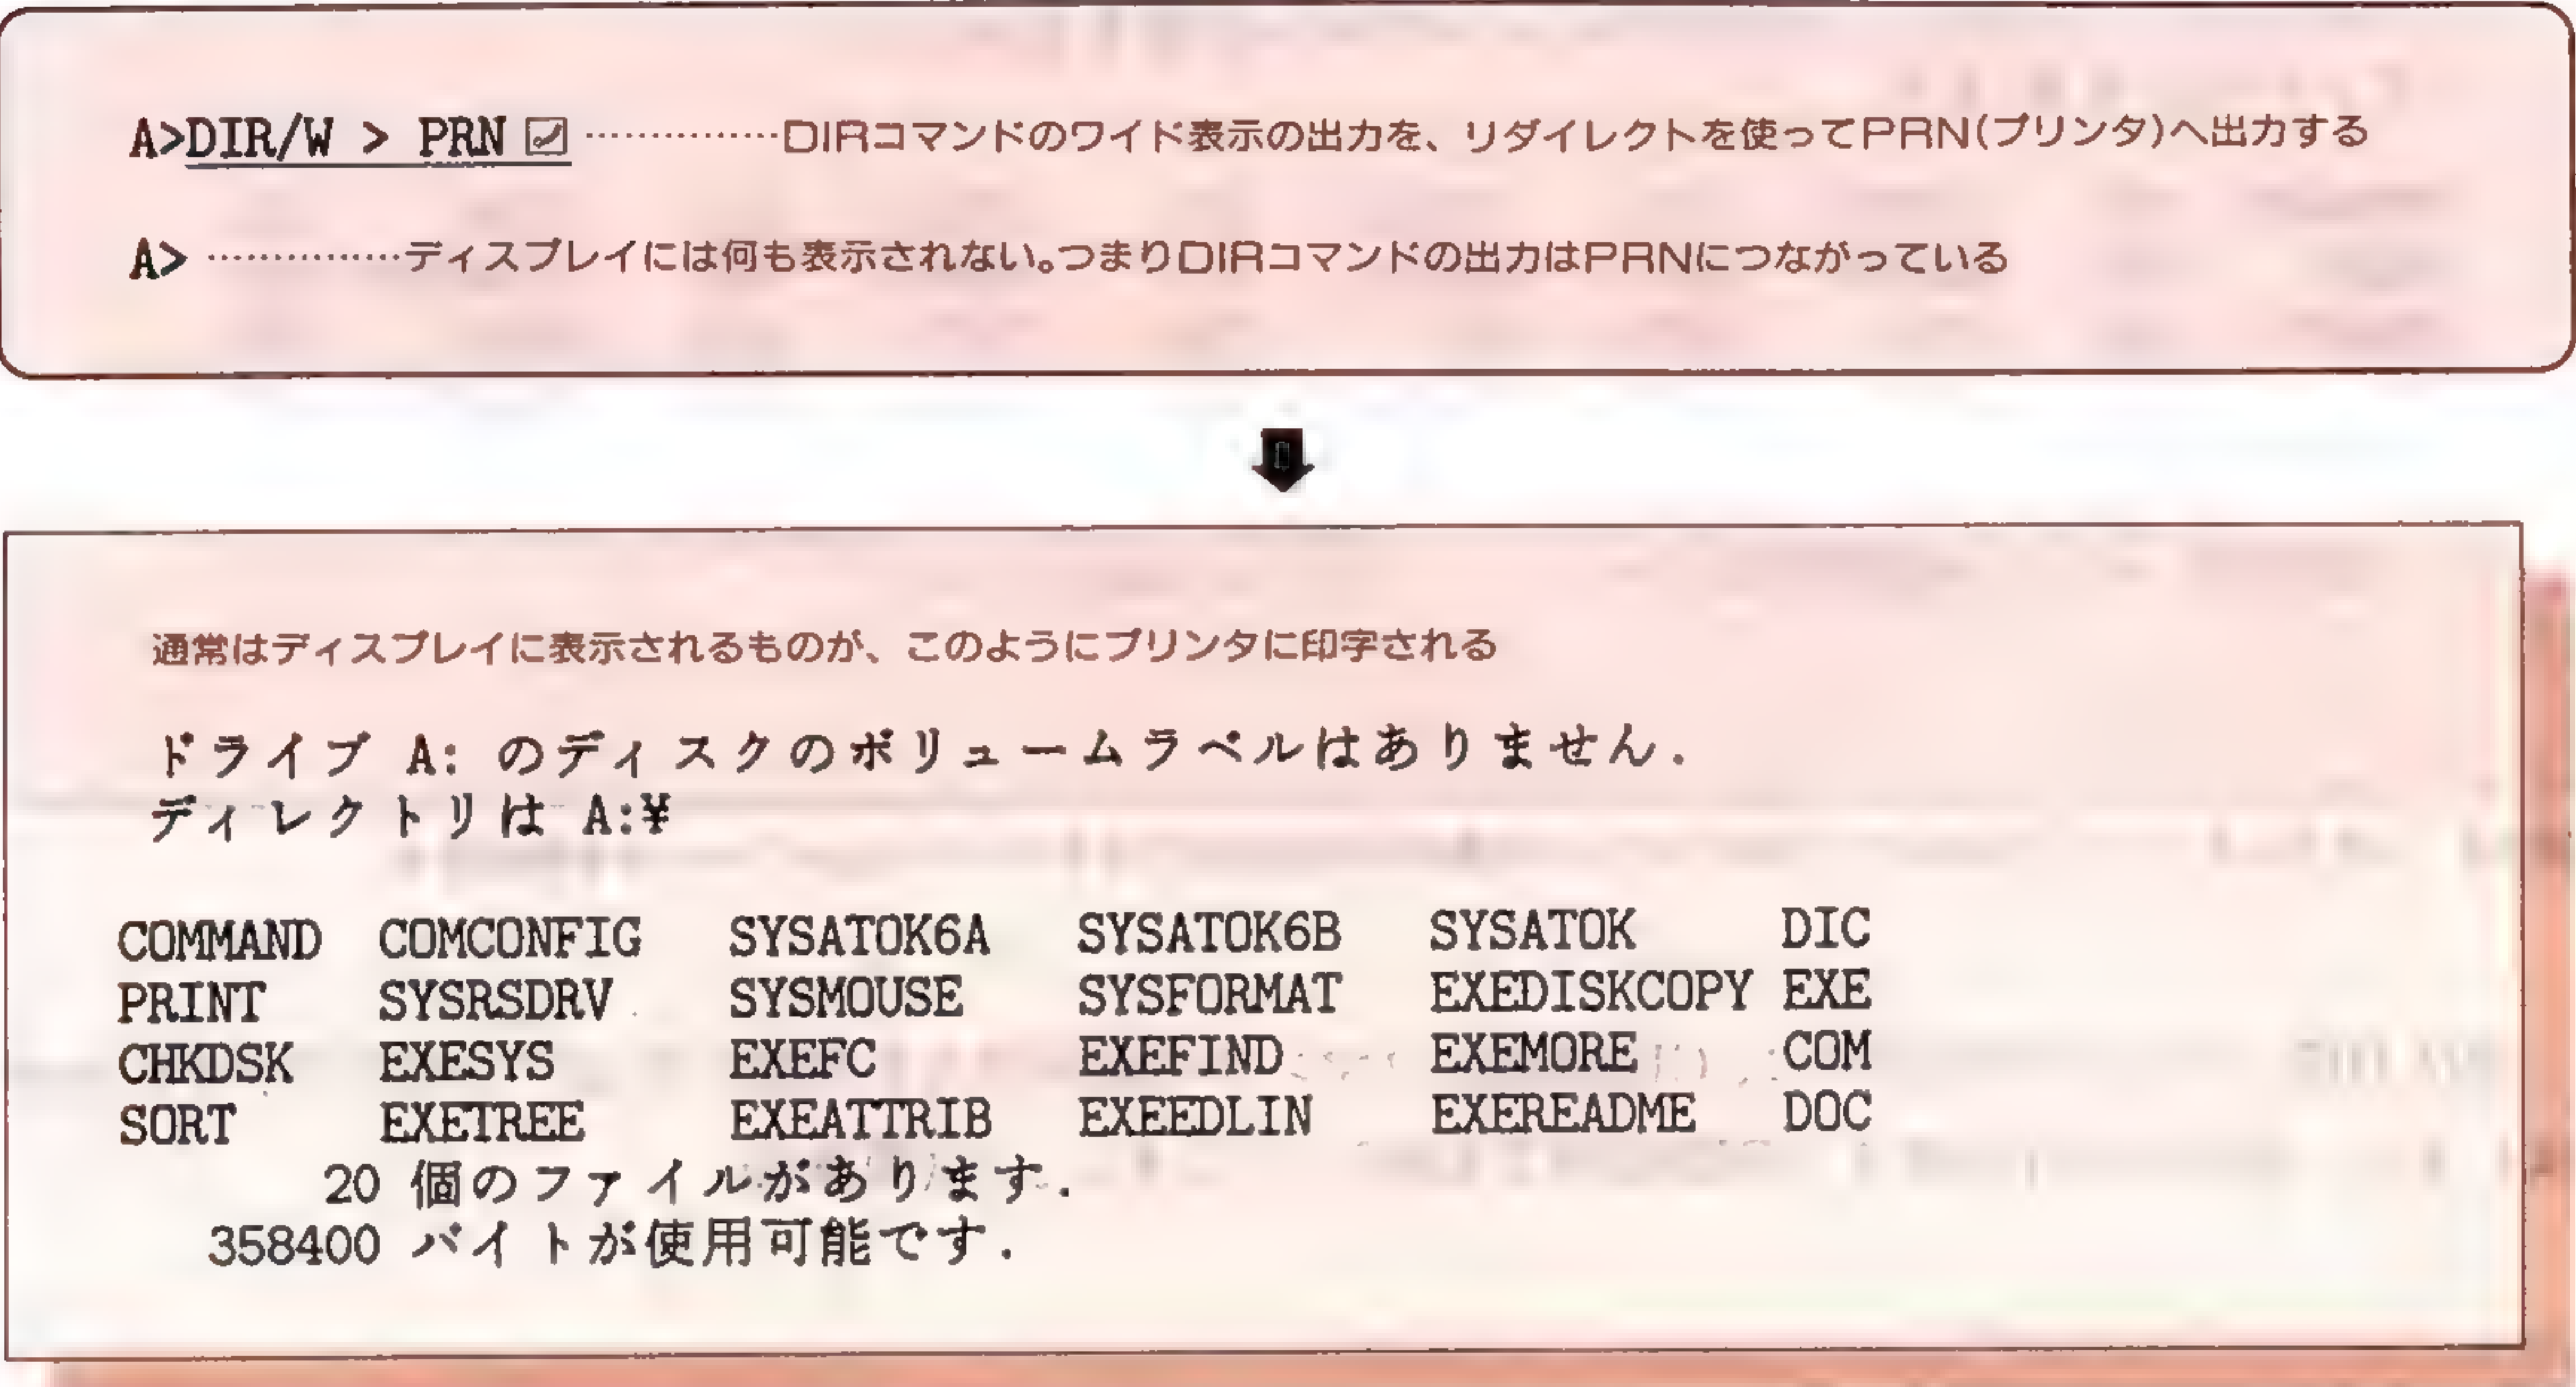 A>DIR/W > PRN ……………DIRコマンドのワイド表示の出力を、リダイレクトを使ってPRN(プリンタ)へ出力する
A> ……………ディスプレイには何も表示されない。つまりDIRコマンドの出力はPRNにつながっている
通常はディスプレイに表示されるものが、このようにプリンタに印字される
ドライブ A: のディスクのボリュームラベルはありません.
ディレクトリは A:¥
COMMAND COMCONFIG SYSATOK6A SYSATOK6B SYSATOK DIC
PRINT SYSRSDRV SYSMOUSE SYSFORMAT EXEDISKCOPY EXE
CHKDSK EXESYS EXEFC EXEFIND EXEMORE COM
SORT EXETREE EXEATTRIB EXEEDLIN EXEREADME DOC
20 個のファイルがあります.
358400 バイトが使用可能です.